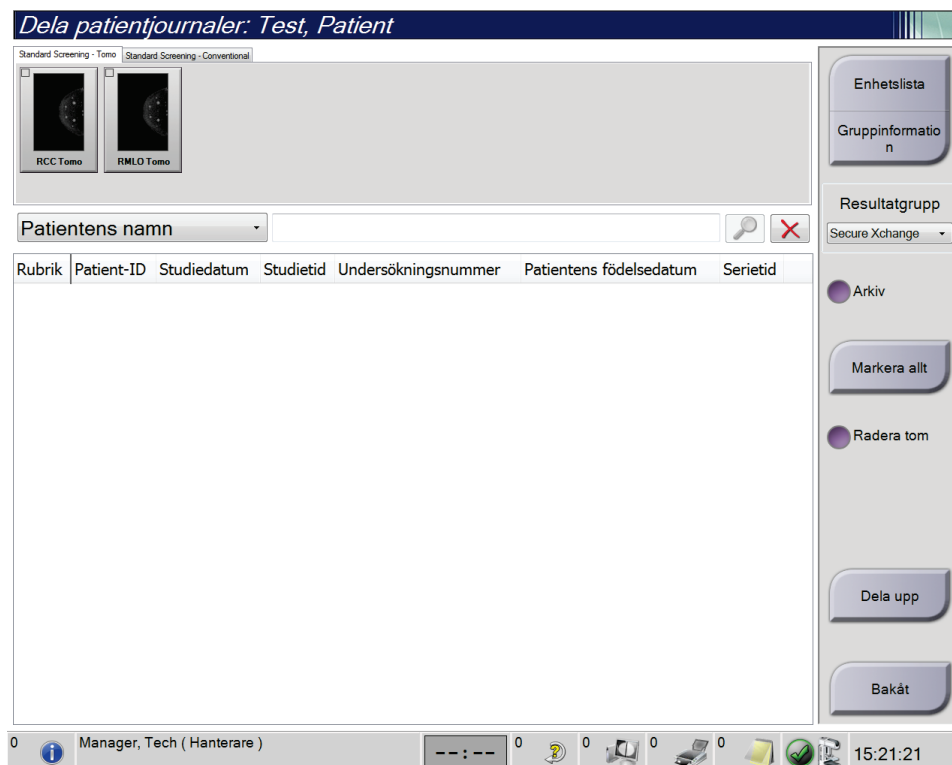 Dela patientjournaler: Test, Patient
Standard Screening - Tomo
Standard Screening - Conventional
RCC Tomo
RMLO Tomo
Patientens namn
Rubrik Patient-ID Studiedatum Studietid Undersökningsnummer Patientens födelsedatum Serietid
Enhetslista
Gruppinformatio
n
Resultatgrupp
Secure Xchange
Arkiv
Markera allt
Radera tom
Dela upp
Bakåt
0
Manager, Tech ( Hanterare )
--:--
0
0
0
0
15:21:21